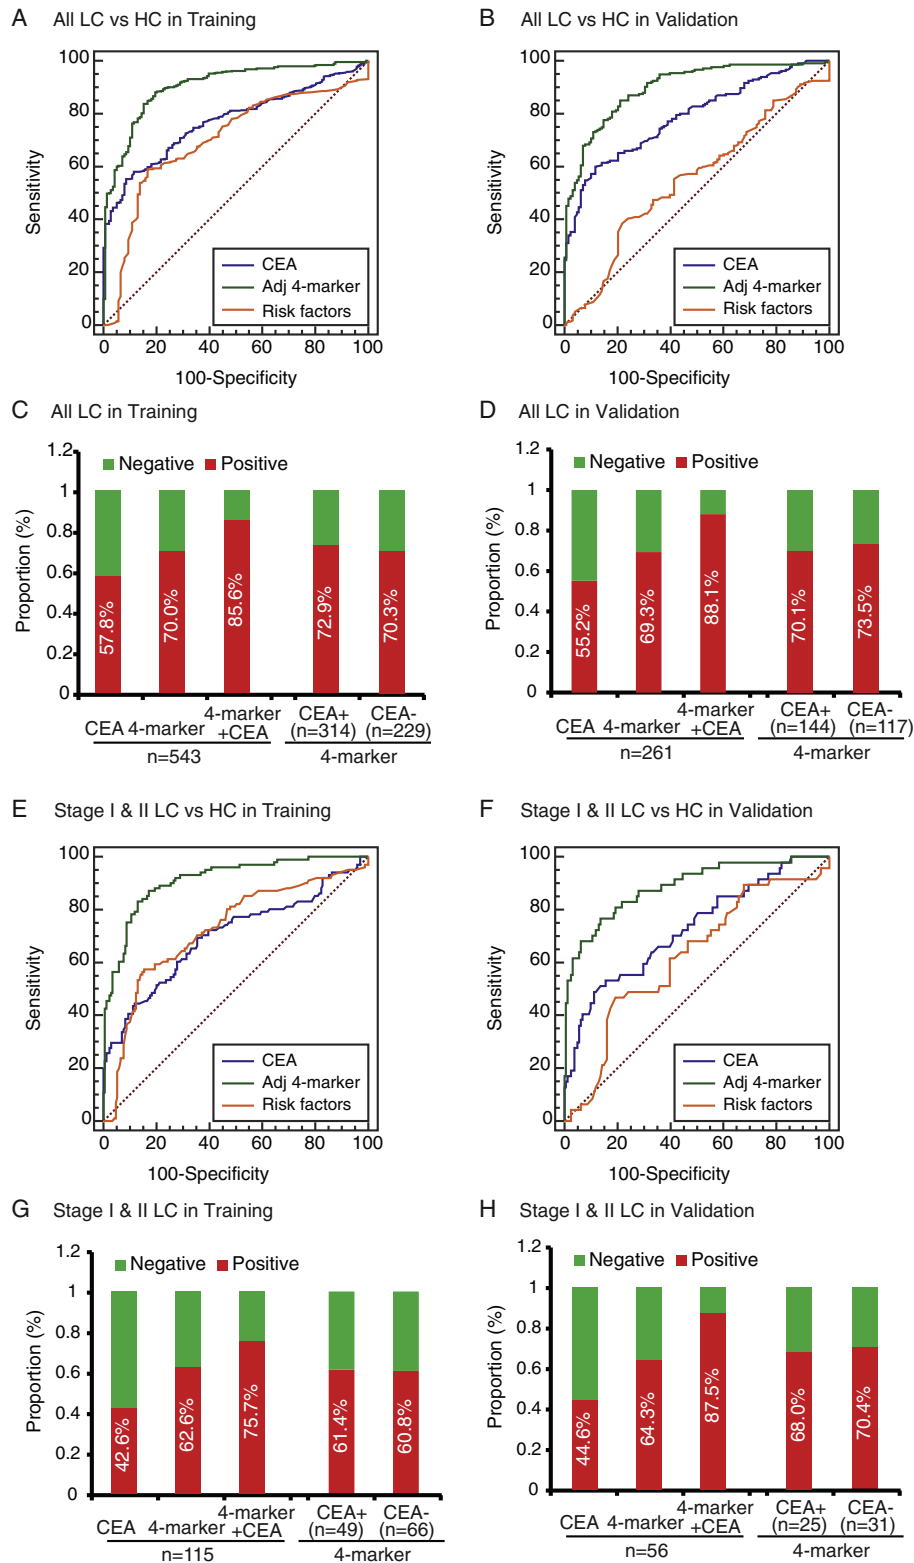 A All LC vs HC in Training
100
80
60
40
20
0
Sensitivity
CEA
Adj 4-marker
Risk factors
0 20 40 60 80 100
100-Specificity
B All LC vs HC in Validation
100
80
60
40
20
0
Sensitivity
CEA
Adj 4-marker
Risk factors
0 20 40 60 80 100
100-Specificity
C All LC in Training
1.2
1
0.8
0.6
0.4
0.2
0
Proportion (%)
Negative Positive
57.8% 70.0% 85.6% 72.9% 70.3%
CEA 4-marker 4-marker +CEA CEA+ (n=314) CEA- (n=229)
n=543 4-marker
D All LC in Validation
1.2
1
0.8
0.6
0.4
0.2
0
Proportion (%)
Negative Positive
55.2% 69.3% 88.1% 70.1% 73.5%
CEA 4-marker 4-marker +CEA CEA+ (n=144) CEA- (n=117)
n=261 4-marker
E Stage I & II LC vs HC in Training
100
80
60
40
20
0
Sensitivity
CEA
Adj 4-marker
Risk factors
0 20 40 60 80 100
100-Specificity
F Stage I & II LC vs HC in Validation
100
80
60
40
20
0
Sensitivity
CEA
Adj 4-marker
Risk factors
0 20 40 60 80 100
100-Specificity
G Stage I & II LC in Training
1.2
1
0.8
0.6
0.4
0.2
0
Proportion (%)
Negative Positive
42.6% 62.6% 75.7% 61.4% 60.8%
CEA 4-marker 4-marker +CEA CEA+ (n=49) CEA- (n=66)
n=115 4-marker
H Stage I & II LC in Validation
1.2
1
0.8
0.6
0.4
0.2
0
Proportion (%)
Negative Positive
44.6% 64.3% 87.5% 68.0% 70.4%
CEA 4-marker 4-marker +CEA CEA+ (n=25) CEA- (n=31)
n=56 4-marker